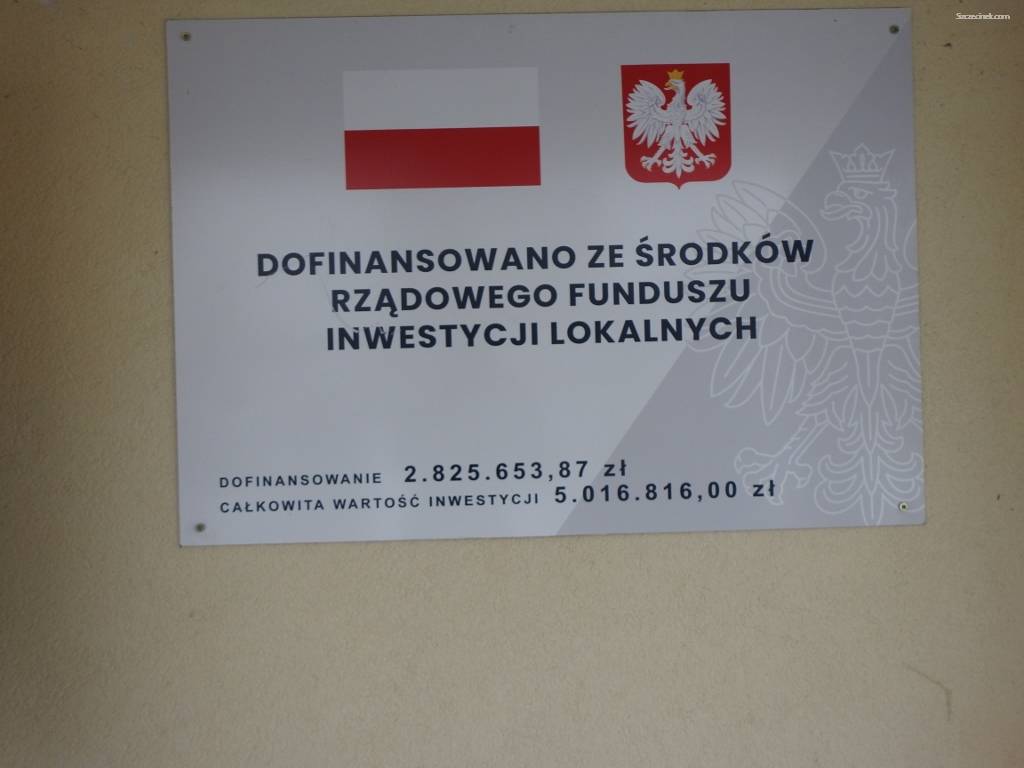 Szczecinek.com
DOFINANSOWANO ZE ŚRODKÓW
RZĄDOWEGO FUNDUSZU
INWESTYCJI LOKALNYCH
DOFINANSOWANIE 2.825.653,87 zł
CAŁKOWITA WARTOŚĆ INWESTYCJI 5.016.816,00 zł